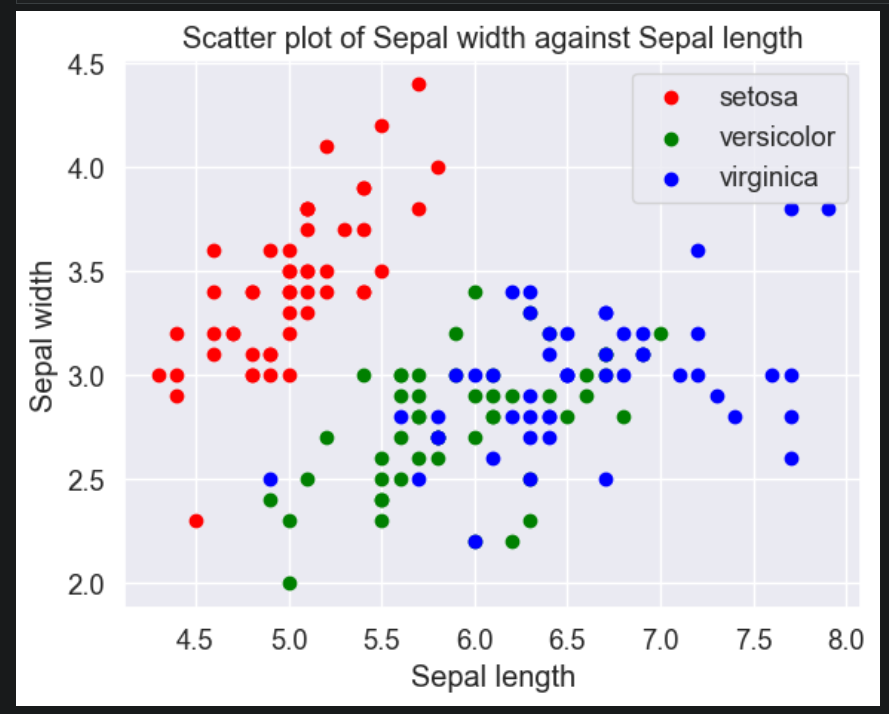 Scatter plot of Sepal width against Sepal length
4.5
setosa
versicolor
4.0
virginica
3.5
Sepal width
3.0
2.5
2.0
4.5 5.0 5.5 6.0 6.5 7.0 7.5 8.0
Sepal length